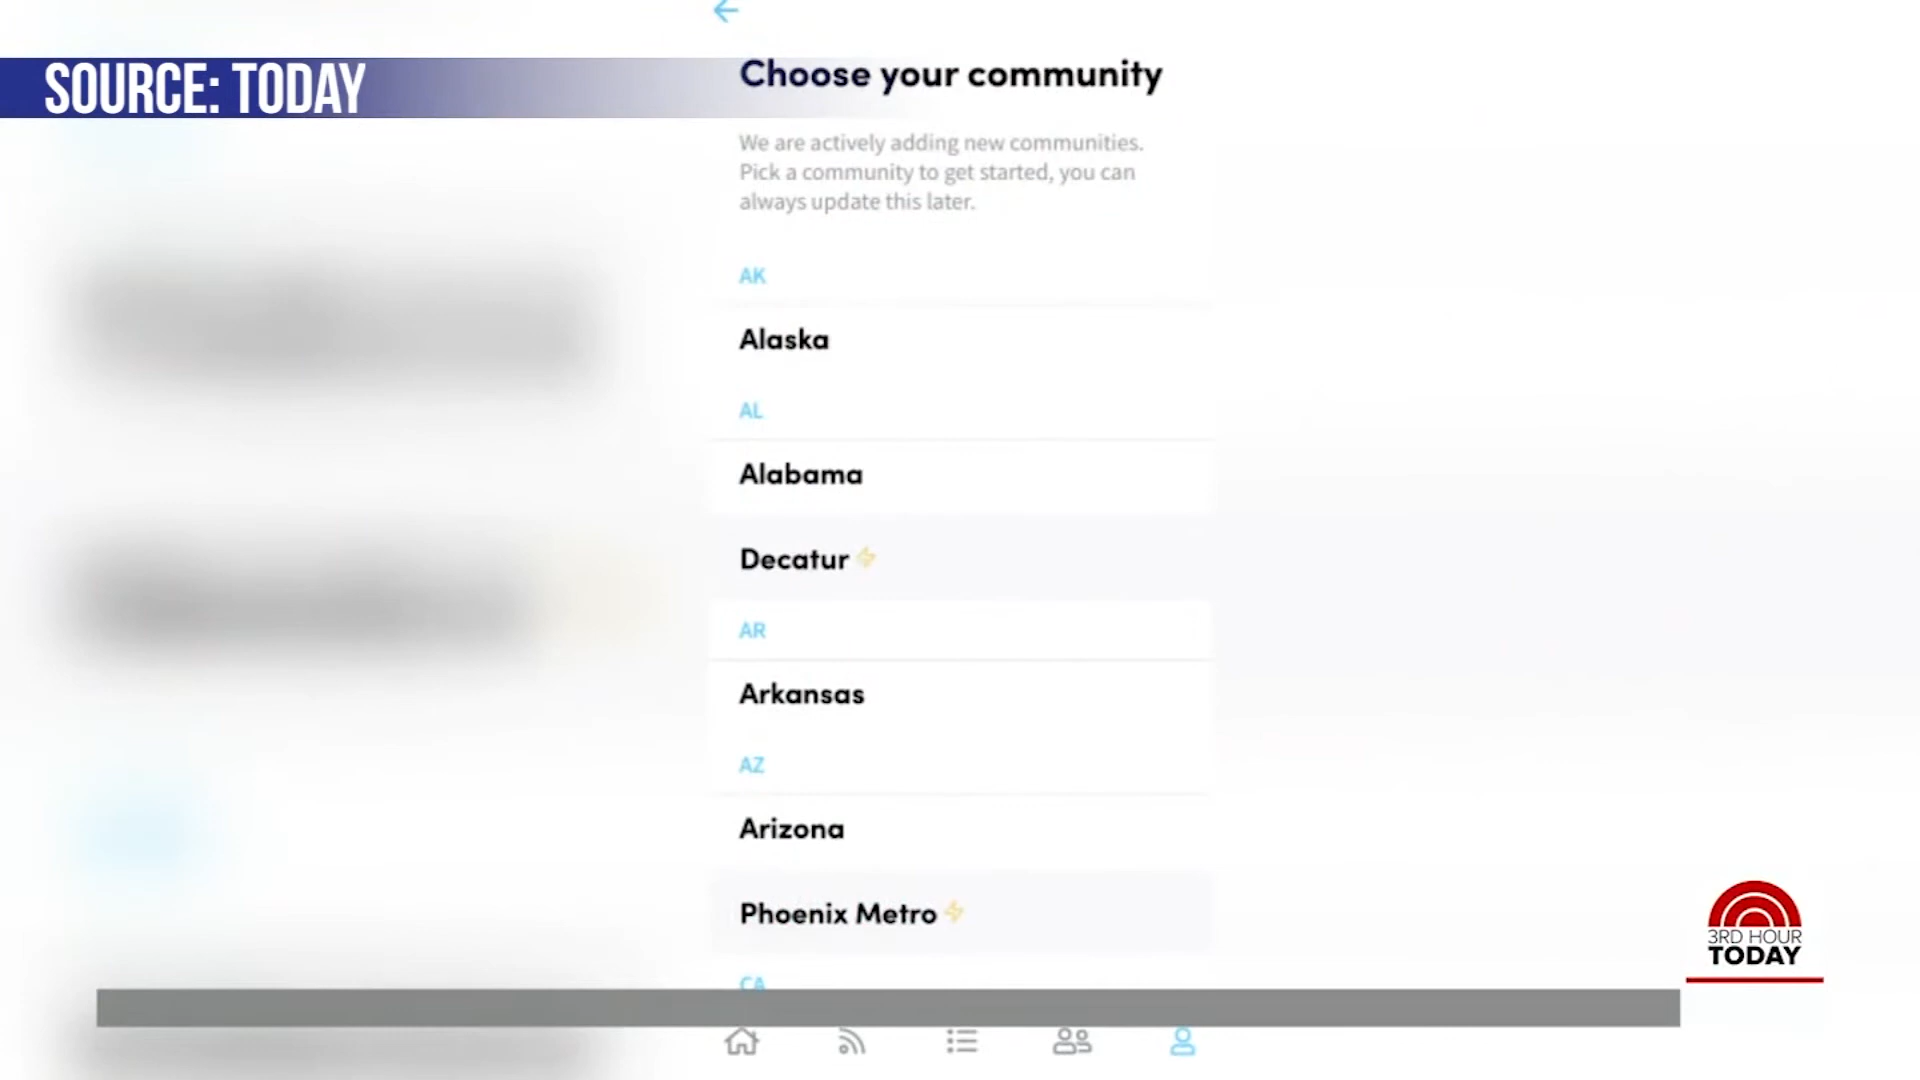 SOURCE: TODAY
Choose your community
We are actively adding new communities.
Pick a community to get started, you can
always update this later.
AK
Alaska
AL
Alabama
Decatur
AR
Arkansas
AZ
Arizona
Phoenix Metro
CA
3RD HOUR
TODAY